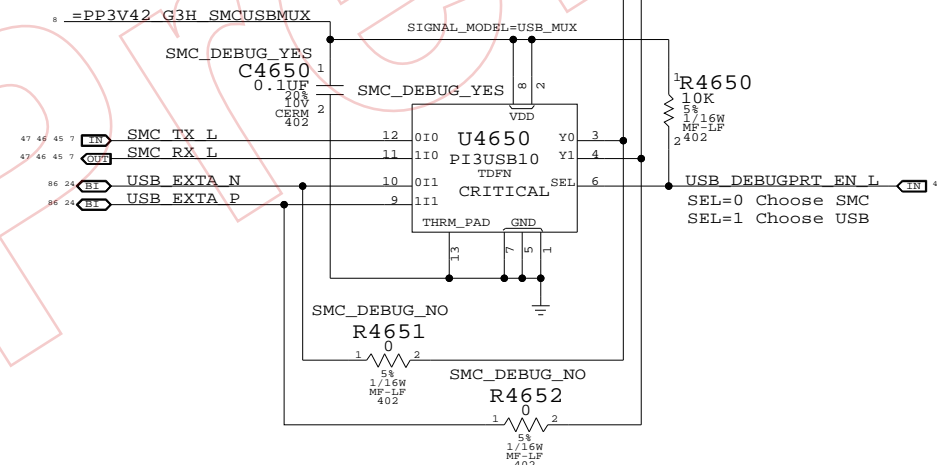 8 =PP3V42_G3H_SMCUSBMUX
SIGNAL_MODEL=USB_MUX
SMC_DEBUG_YES
C4650 1
0.1UF
20%
10V
CERM 2
402
SMC_DEBUG_YES
8 2
VDD
1 R4650
10K
5%
1/16W
MF-LF
2 402
U4650
PI3USB10
TDFN
CRITICAL
47 46 45 7 IN SMC_TX_L 12 0I0 Y0 3
47 46 45 7 OUT SMC_RX_L 11 1I0 Y1 4
86 24 BI USB_EXTA_N 10 0I1 SEL 6 USB_DEBUGPRT_EN_L IN 4
86 24 BI USB_EXTA_P 9 1I1
SEL=0 Choose SMC
SEL=1 Choose USB
THRM_PAD GND
13 7 5 1
SMC_DEBUG_NO
R4651
0
1 2
5%
1/16W
MF-LF
402
SMC_DEBUG_NO
R4652
0
1 2
5%
1/16W
MF-LF
402